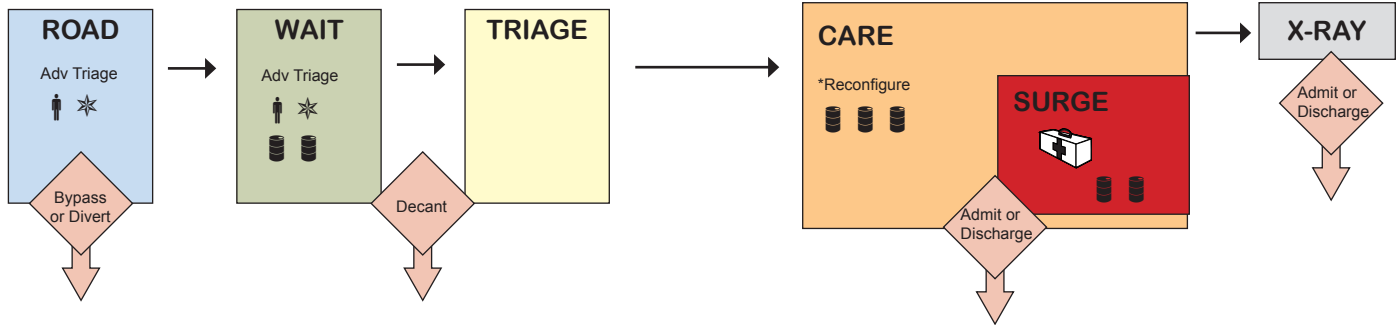 ROAD
Adv Triage
Bypass
or Divert
WAIT
Adv Triage
Decant
TRIAGE
CARE
*Reconfigure
SURGE
Admit or
Discharge
X-RAY
Admit or
Discharge